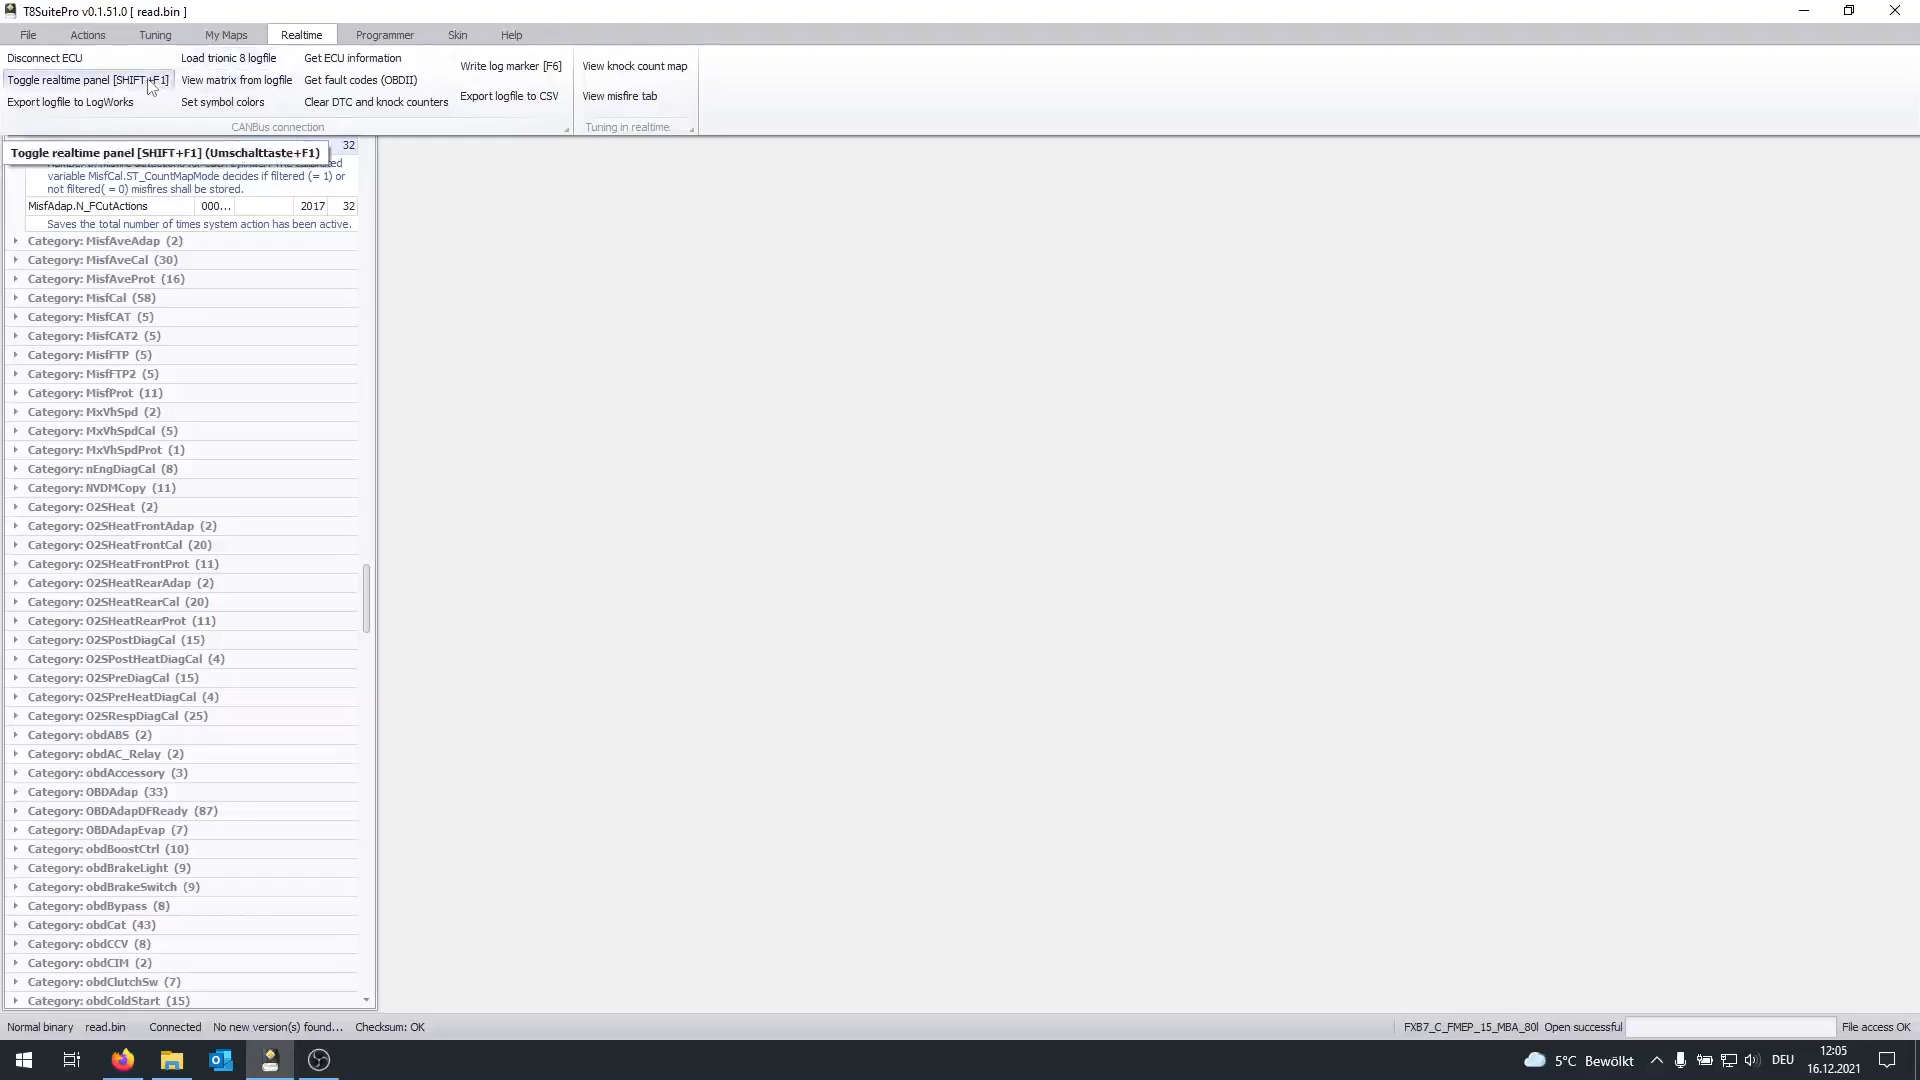 T8SuitePro v0.1.51.0 [ read.bin ]
File Actions Tuning My Maps Realtime Programmer Skin Help
Disconnect ECU Load trionic 8 logfile Get ECU information
Write log marker [F6] View knock count map
Toggle realtime panel [SHIFT+F1] View matrix from logfile Get fault codes (OBDII)
Export logfile to CSV View misfire tab
Export logfile to LogWorks Set symbol colors Clear DTC and knock counters
CANBus connection Tuning in realtime
32
Toggle realtime panel [SHIFT+F1] (Umschalttaste+F1)
variable MisfCal.ST_CountMapMode decides if filtered (= 1) or
not filtered( = 0) misfires shall be stored.
MisfAdap.N_FCutActions 000... 2017 32
Saves the total number of times system action has been active.
Category: MisfAveAdap (2)
Category: MisfAveCal (30)
Category: MisfAveProt (16)
Category: MisfCal (58)
Category: MisfCAT (5)
Category: MisfCAT2 (5)
Category: MisfFTP (5)
Category: MisfFTP2 (5)
Category: MisfProt (11)
Category: MxVhSpd (2)
Category: MxVhSpdCal (5)
Category: MxVhSpdProt (1)
Category: nEngDiagCal (8)
Category: NVDMCopy (11)
Category: O2SHeat (2)
Category: O2SHeatFrontAdap (2)
Category: O2SHeatFrontCal (20)
Category: O2SHeatFrontProt (11)
Category: O2SHeatRearAdap (2)
Category: O2SHeatRearCal (20)
Category: O2SHeatRearProt (11)
Category: O2SPostDiagCal (15)
Category: O2SPostHeatDiagCal (4)
Category: O2SPreDiagCal (15)
Category: O2SPreHeatDiagCal (4)
Category: O2SRespDiagCal (25)
Category: obdABS (2)
Category: obdAC_Relay (2)
Category: obdAccessory (3)
Category: OBDAdap (33)
Category: OBDAdapDFReady (87)
Category: OBDAdapEvap (7)
Category: obdBoostCtrl (10)
Category: obdBrakeLight (9)
Category: obdBrakeSwitch (9)
Category: obdBypass (8)
Category: obdCat (43)
Category: obdCCV (8)
Category: obdCIM (2)
Category: obdClutchSw (7)
Category: obdColdStart (15)
Normal binary read.bin Connected No new version(s) found... Checksum: OK FXB7_C_FMEP_15_MBA_80l Open successful File access OK
5°C Bewölkt DEU 12:05
16.12.2021